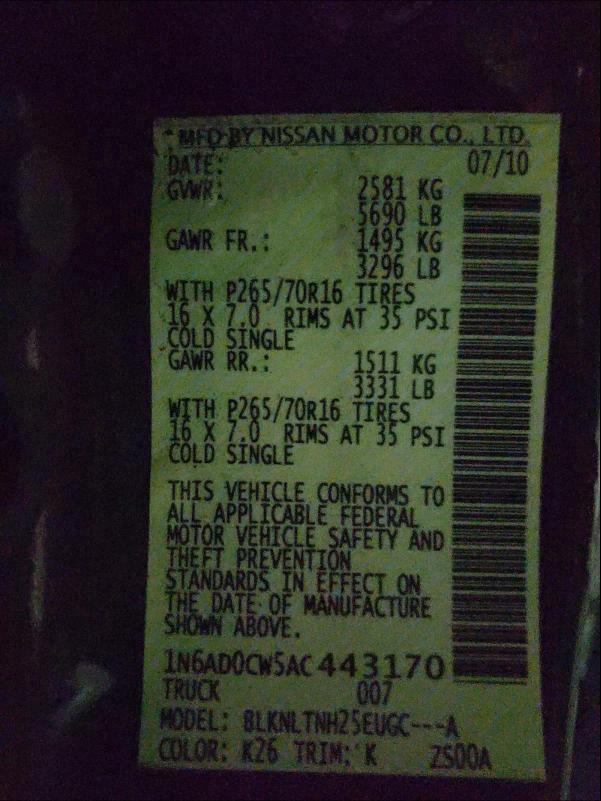 * MFD BY NISSAN MOTOR CO., LTD.
DATE: 07/10
GVWR: 2581 KG
5690 LB
GAWR FR.: 1495 KG
3296 LB
WITH P265/70R16 TIRES
16 X 7.0 RIMS AT 35 PSI
COLD SINGLE
GAWR RR.: 1511 KG
3331 LB
WITH P265/70R16 TIRES
16 X 7.0 RIMS AT 35 PSI
COLD SINGLE
THIS VEHICLE CONFORMS TO
ALL APPLICABLE FEDERAL
MOTOR VEHICLE SAFETY AND
THEFT PREVENTION
STANDARDS IN EFFECT ON
THE DATE OF MANUFACTURE
SHOWN ABOVE.
1N6AD0CW5AC443170
TRUCK 007
MODEL: BLKNLTNH25EUGC---A
COLOR: K26 TRIM: K 2S00A